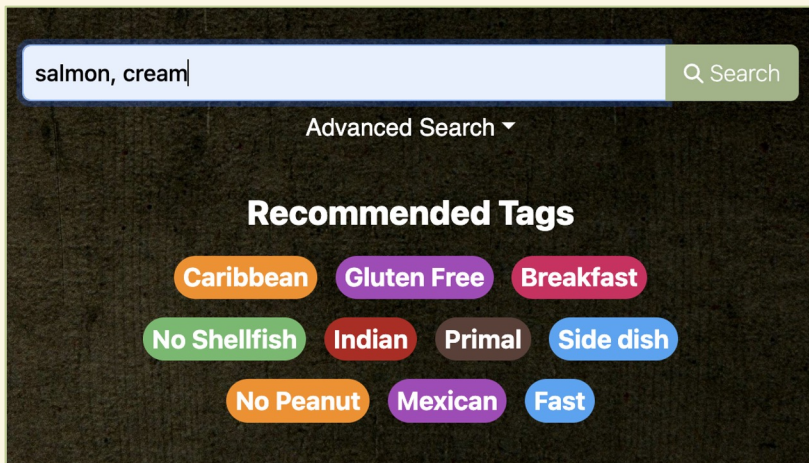 salmon, cream Search
Advanced Search
Recommended Tags
Caribbean Gluten Free Breakfast
No Shellfish Indian Primal Side dish
No Peanut Mexican Fast